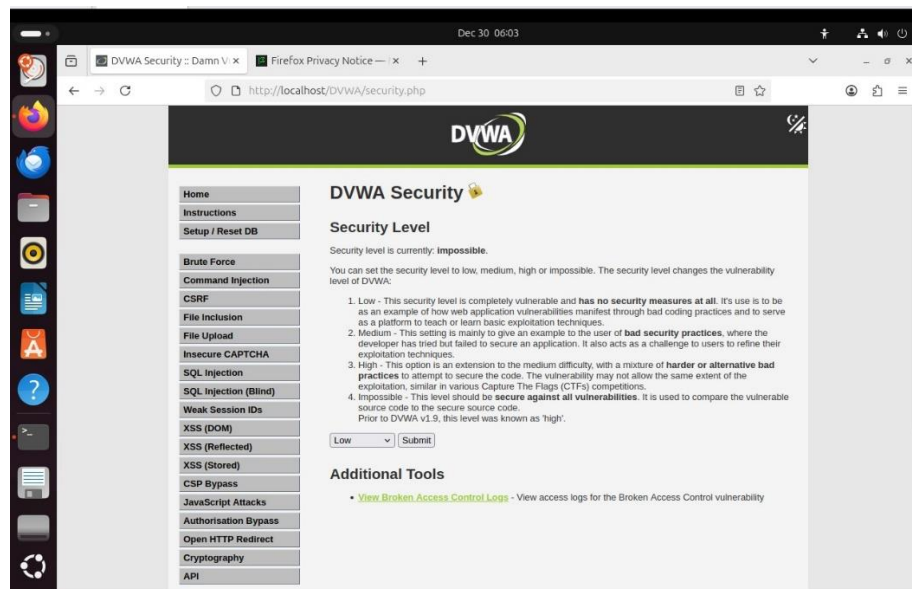 Dec 30 06:03
DVWA Security :: Damn V
Firefox Privacy Notice —
http://localhost/DVWA/security.php
DVWA
Home
Instructions
Setup / Reset DB
Brute Force
Command Injection
CSRF
File Inclusion
File Upload
Insecure CAPTCHA
SQL Injection
SQL Injection (Blind)
Weak Session IDs
XSS (DOM)
XSS (Reflected)
XSS (Stored)
CSP Bypass
JavaScript Attacks
Authorisation Bypass
Open HTTP Redirect
Cryptography
API
DVWA Security
Security Level
Security level is currently: impossible.
You can set the security level to low, medium, high or impossible. The security level changes the vulnerability
level of DVWA:
1. Low - This security level is completely vulnerable and has no security measures at all. It's use is to be
as an example of how web application vulnerabilities manifest through bad coding practices and to serve
as a platform to teach or learn basic exploitation techniques.
2. Medium - This setting is mainly to give an example to the user of bad security practices, where the
developer has tried but failed to secure an application. It also acts as a challenge to users to refine their
exploitation techniques.
3. High - This option is an extension to the medium difficulty, with a mixture of harder or alternative bad
practices to attempt to secure the code. The vulnerability may not allow the same extent of the
exploitation, similar in various Capture The Flags (CTFs) competitions.
4. Impossible - This level should be secure against all vulnerabilities. It is used to compare the vulnerable
source code to the secure source code.
Prior to DVWA v1.9, this level was known as 'high'.
Low
Submit
Additional Tools
• View Broken Access Control Logs - View access logs for the Broken Access Control vulnerability